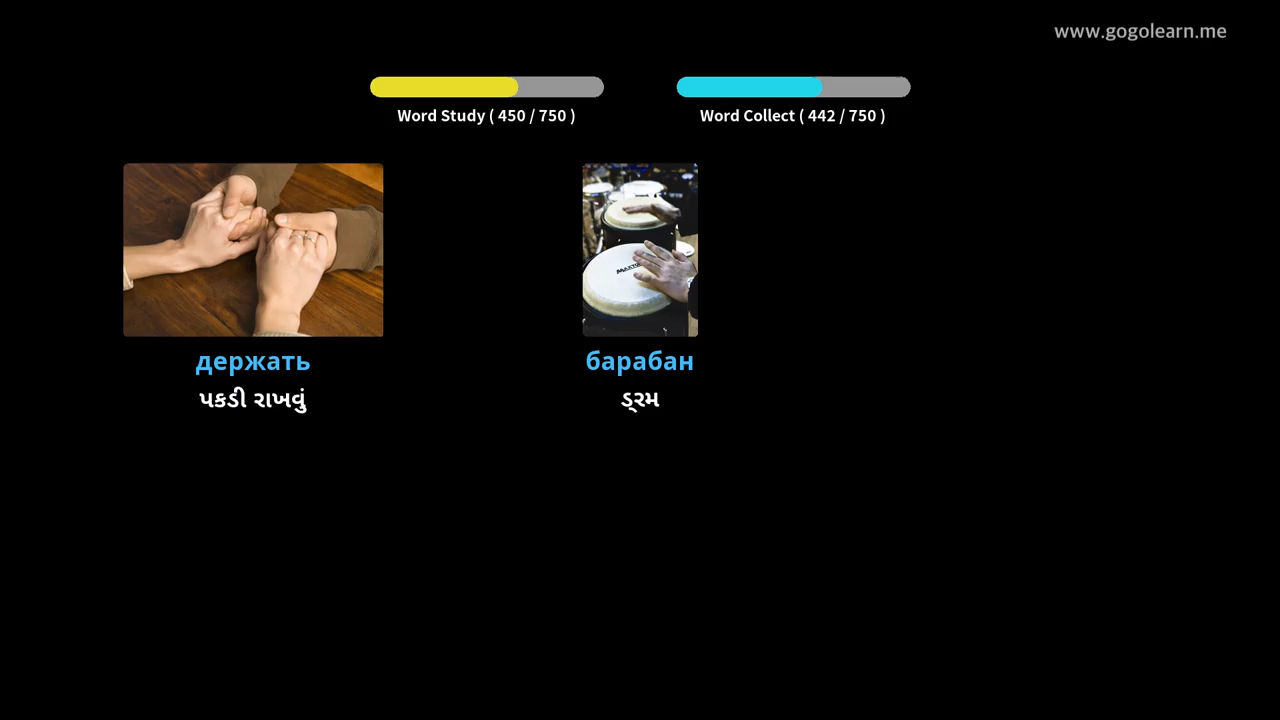 www.gogolearn.me
Word Study ( 450 / 750 )
Word Collect ( 442 / 750 )
держать
барабан
પકડી રાખવું
ડ્રમ